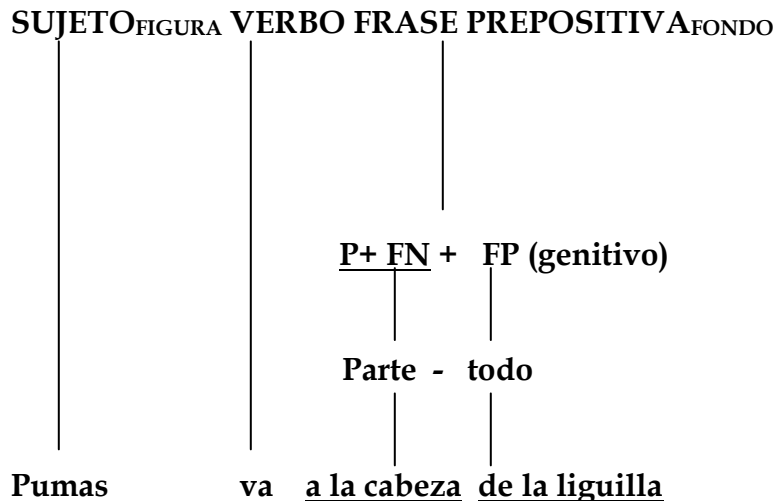 SUJETOFIGURA VERBO FRASE PREPOSITIVAFONDO
P+ FN + FP (genitivo)
Parte - todo
Pumas va a la cabeza de la liguilla